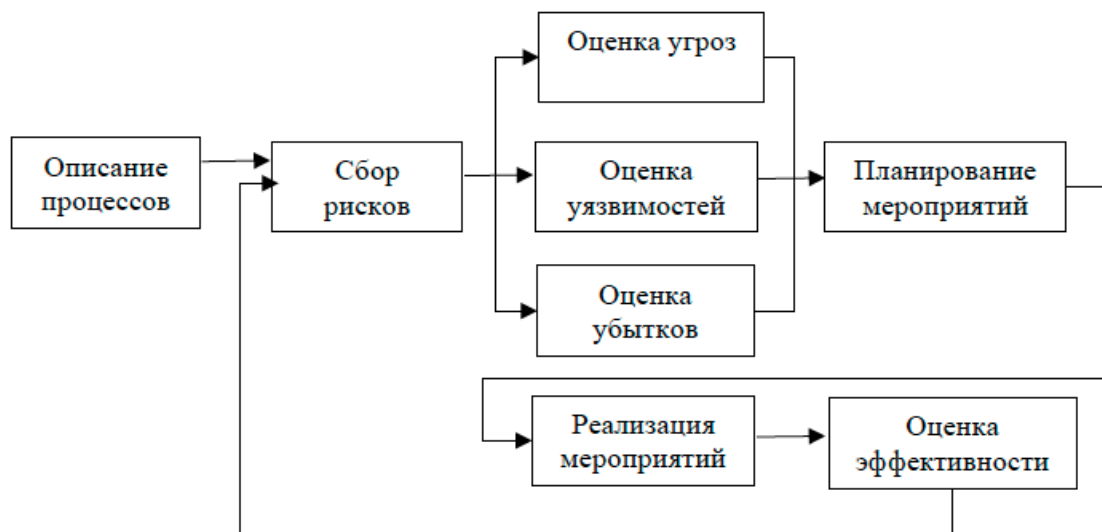 Оценка угроз
Описание
процессов
Сбор
рисков
Оценка
уязвимостей
Планирование
мероприятий
Оценка
убытков
Реализация
мероприятий
Оценка
эффективности